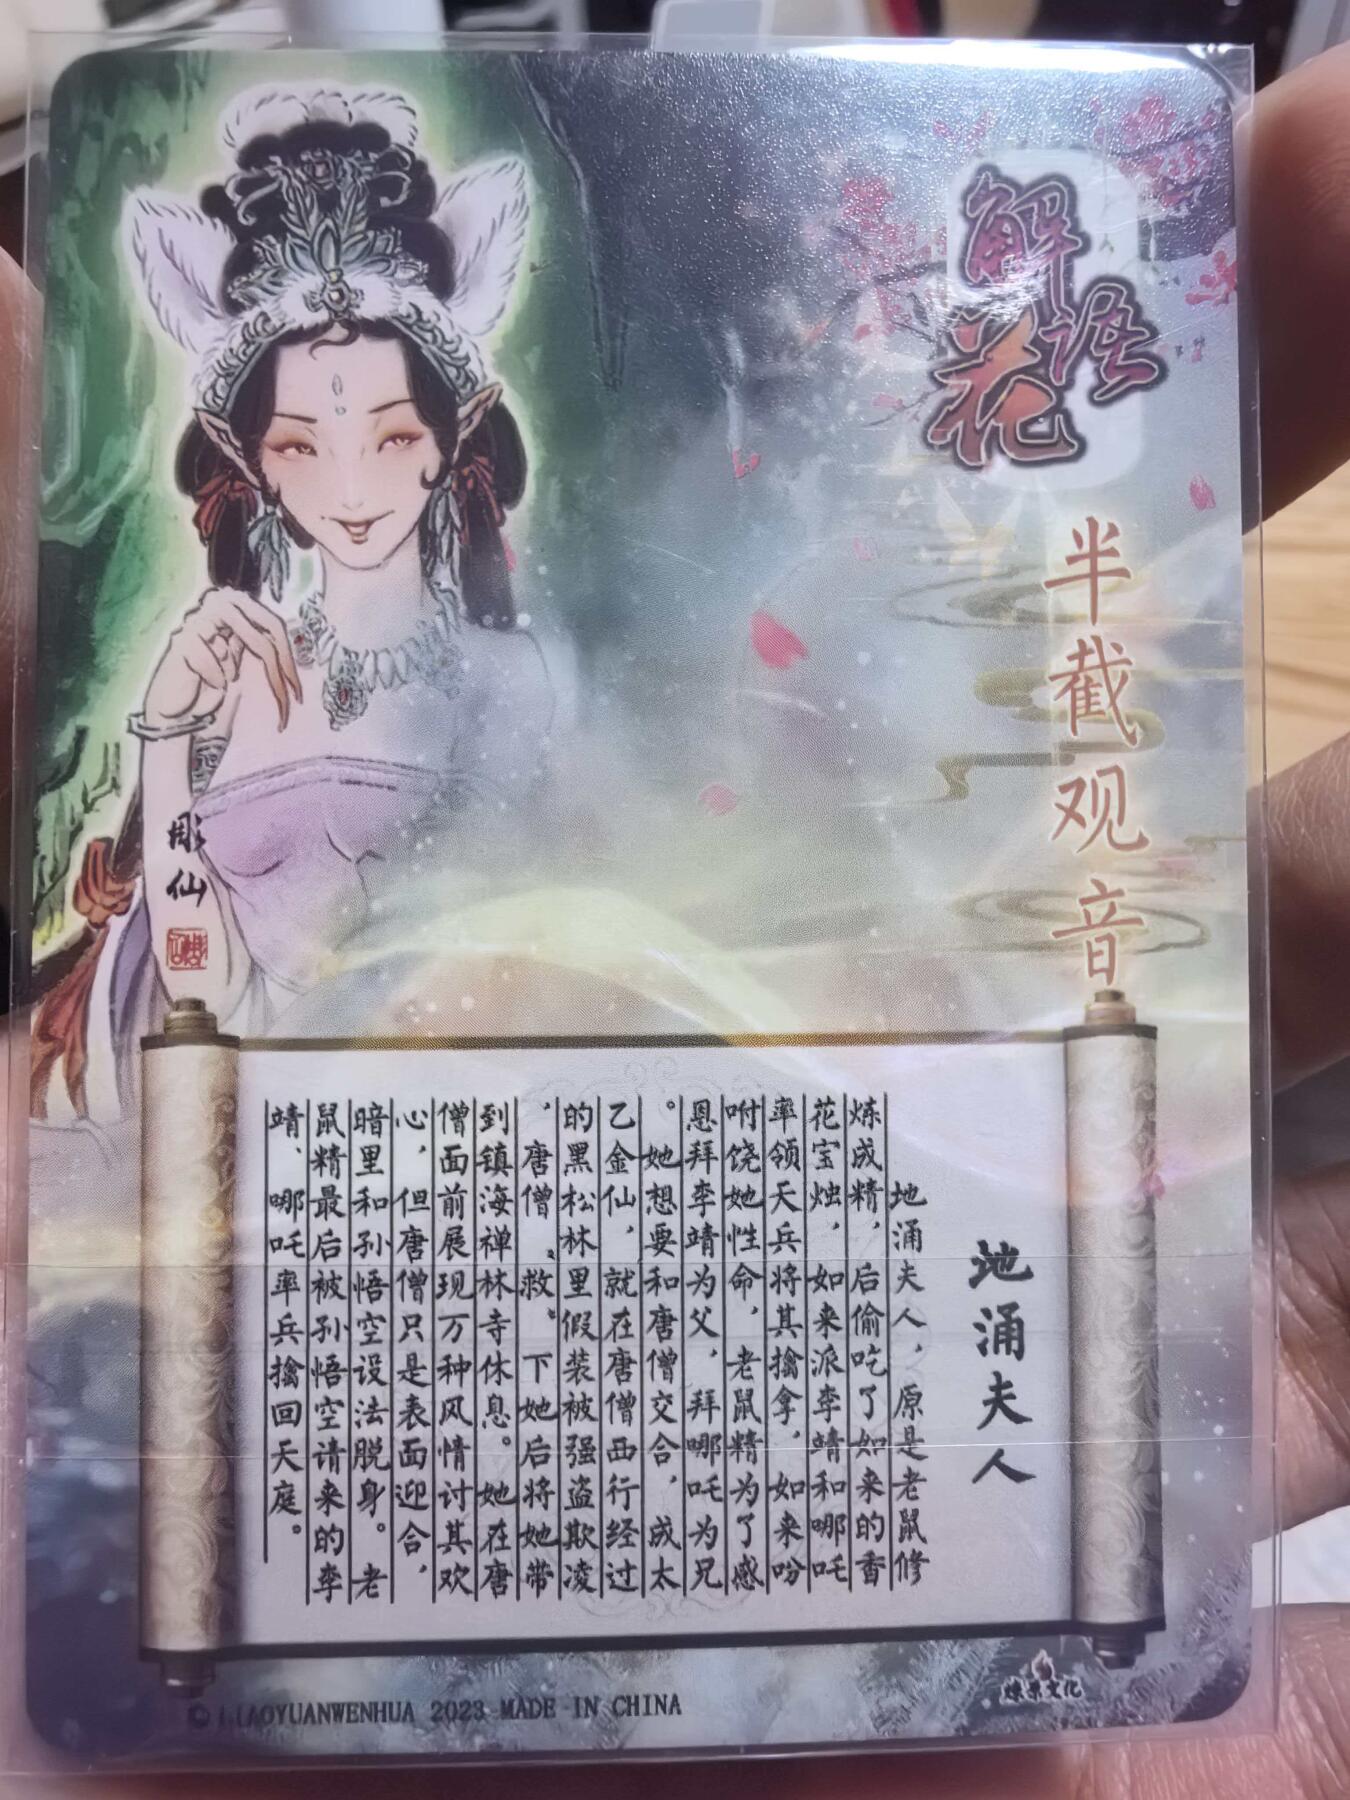 解语花
半截观音
彫仙
地涌夫人
地涌夫人，原是老鼠修
炼成精，后偷吃了如来的香
花宝烛，如来派李靖和哪吒
率领天兵将其擒拿，如来吩
咐饶她性命，老鼠精为了感
恩拜李靖为父，拜哪吒为兄
。她想要和唐僧交合，成太
乙金仙，就在唐僧西行经过
的黑松林里假装被强盗欺凌
，唐僧“救”下她后将她带
到镇海禅林寺休息。她在唐
僧面前展现万种风情讨其欢
心，但唐僧只是表面迎合，
暗里和孙悟空设法脱身。老
鼠精最后被孙悟空请来的李
靖、哪吒率兵擒回天庭。
燎原文化
© LIAOYUANWENHUA 2023 MADE IN CHINA